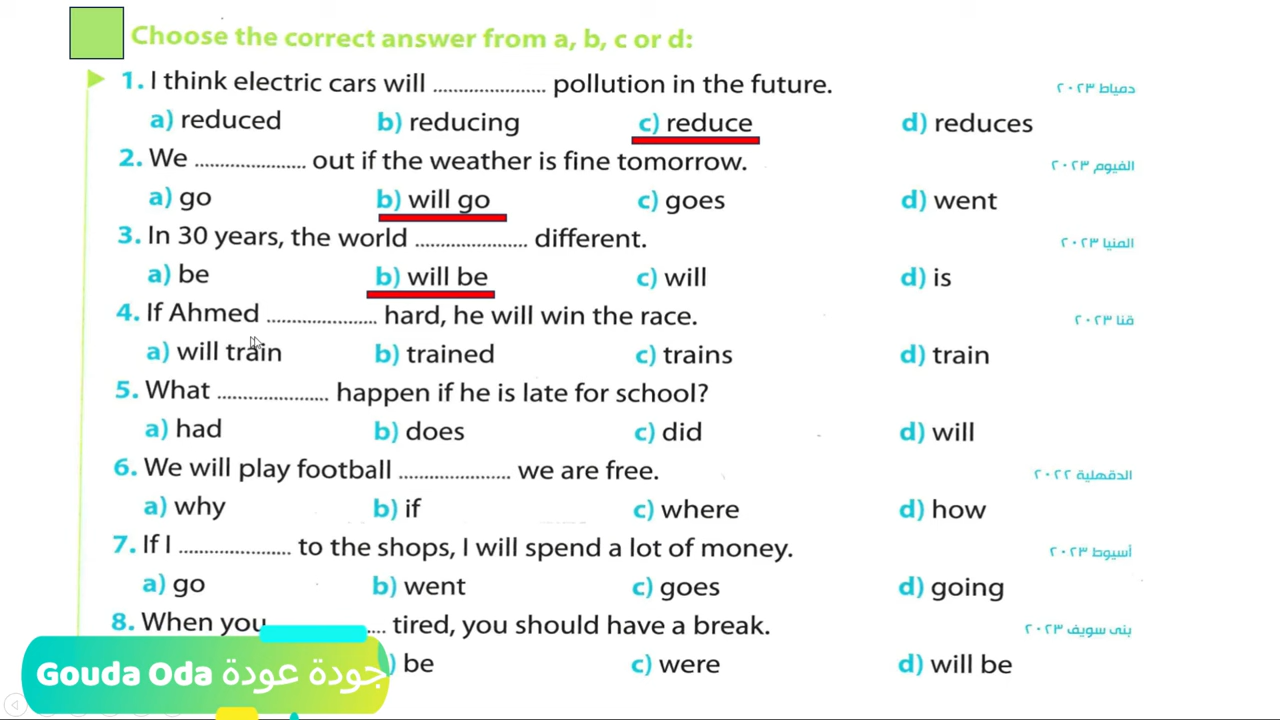 Choose the correct answer from a, b, c or d:
1. I think electric cars will ...................... pollution in the future. دمياط ٢٠٢٣
a) reduced b) reducing c) reduce d) reduces
2. We ...................... out if the weather is fine tomorrow. الفيوم ٢٠٢٣
a) go b) will go c) goes d) went
3. In 30 years, the world ...................... different. المنيا ٢٠٢٣
a) be b) will be c) will d) is
4. If Ahmed ...................... hard, he will win the race. قنا ٢٠٢٣
a) will train b) trained c) trains d) train
5. What ...................... happen if he is late for school?
a) had b) does c) did d) will
6. We will play football ...................... we are free. الدقهلية ٢٠٢٢
a) why b) if c) where d) how
7. If I ...................... to the shops, I will spend a lot of money. أسيوط ٢٠٢٣
a) go b) went c) goes d) going
8. When you .... tired, you should have a break. بنى سويف ٢٠٢٣
) be c) were d) will be
Gouda Oda جودة عودة